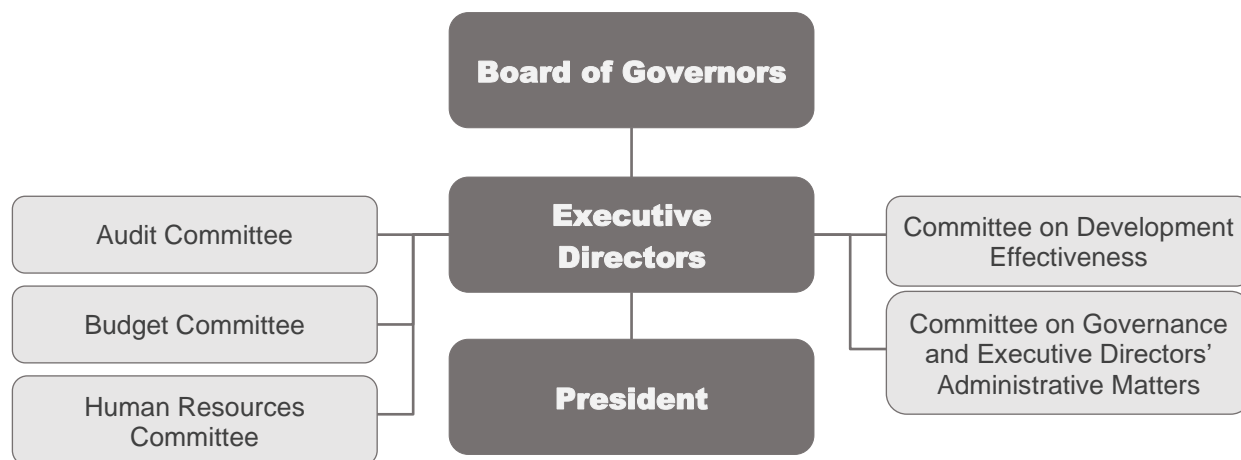 Board of Governors
Executive
Directors
President
Audit Committee
Budget Committee
Human Resources
Committee
Committee on Development
Effectiveness
Committee on Governance
and Executive Directors’
Administrative Matters